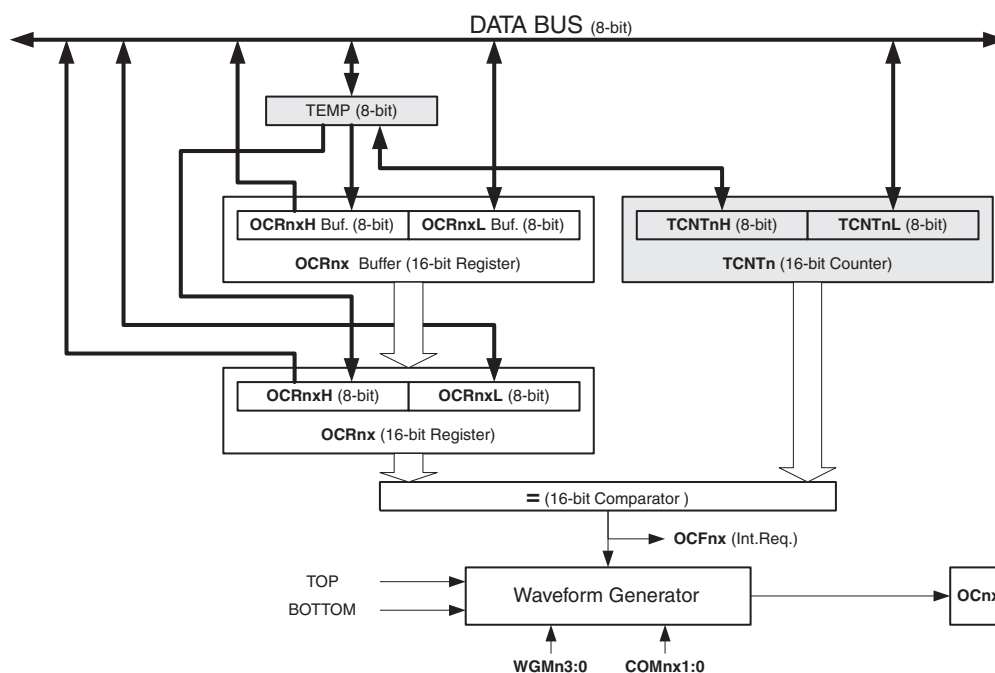 DATA BUS (8-bit)
TEMP (8-bit)
OCRnxH Buf. (8-bit)
OCRnxL Buf. (8-bit)
TCNTnH (8-bit)
TCNTnL (8-bit)
OCRnx Buffer (16-bit Register)
TCNTn (16-bit Counter)
OCRnxH (8-bit)
OCRnxL (8-bit)
OCRnx (16-bit Register)
= (16-bit Comparator )
OCFnx (Int.Req.)
TOP
BOTTOM
Waveform Generator
OCnx
WGMn3:0
COMnx1:0